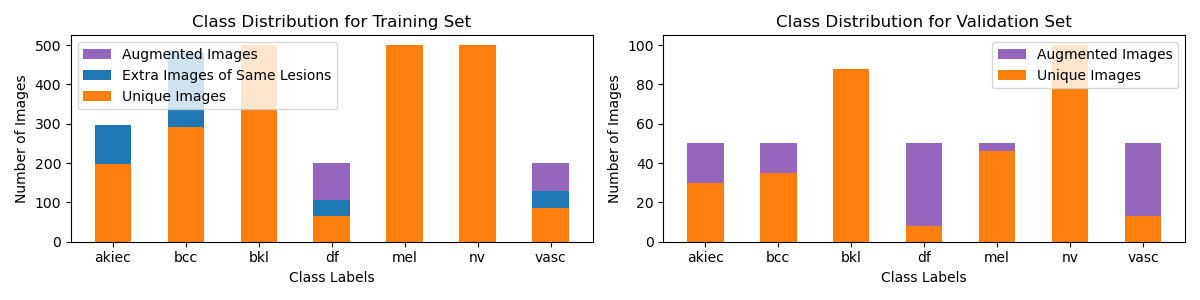 Class Distribution for Training Set
Number of Images
500
400
300
200
100
0
Augmented Images
Extra Images of Same Lesions
Unique Images
akiec bcc bkl df mel nv vasc
Class Labels
Class Distribution for Validation Set
Number of Images
100
80
60
40
20
0
Augmented Images
Unique Images
akiec bcc bkl df mel nv vasc
Class Labels